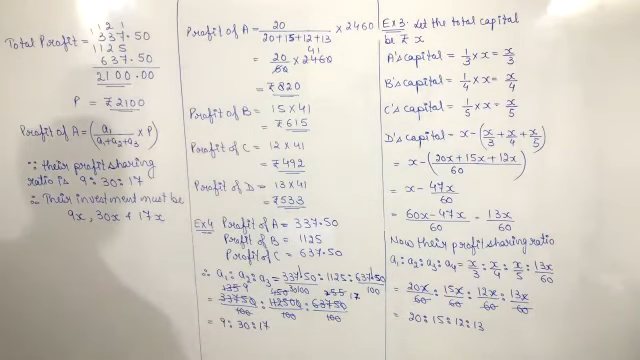 1 1 2 1
337.50
Total Profit = 1125
637.50
2100.00
P = ₹2100
Profit of A = (a₁/(a₁+a₂+a₃) × P)
∵ their profit sharing
ratio is 9:30:17
∴ Their investment must be
9x, 30x + 17x
Profit of A = 20/(20+15+12+13) × 2460
= 20/60 × 2460 41
= ₹820
Profit of B = 15 × 41
= ₹615
Profit of C = 12 × 41
= ₹492
Profit of D = 13 × 41
= ₹533
Ex4 Profit of A = 337.50
Profit of B = 1125
Profit of C = 637.50
∴ a₁ : a₂ : a₃ = 337.50 : 1125 : 637.50
= 33750/100 : 112500/100 : 63750/100
= 9 : 30 : 17
Ex3. Let the total capital
be ₹ x
A's capital = 1/3 × x = x/3
B's capital = 1/4 × x = x/4
C's capital = 1/5 × x = x/5
D's capital = x - (x/3 + x/4 + x/5)
= x - (20x + 15x + 12x / 60)
= x - 47x/60
= 60x - 47x / 60 = 13x/60
Now their profit sharing ratio
a₁ : a₂ : a₃ : a₄ = x/3 : x/4 : x/5 : 13x/60
= 20x/60 : 15x/60 : 12x/60 : 13x/60
= 20 : 15 : 12 : 13